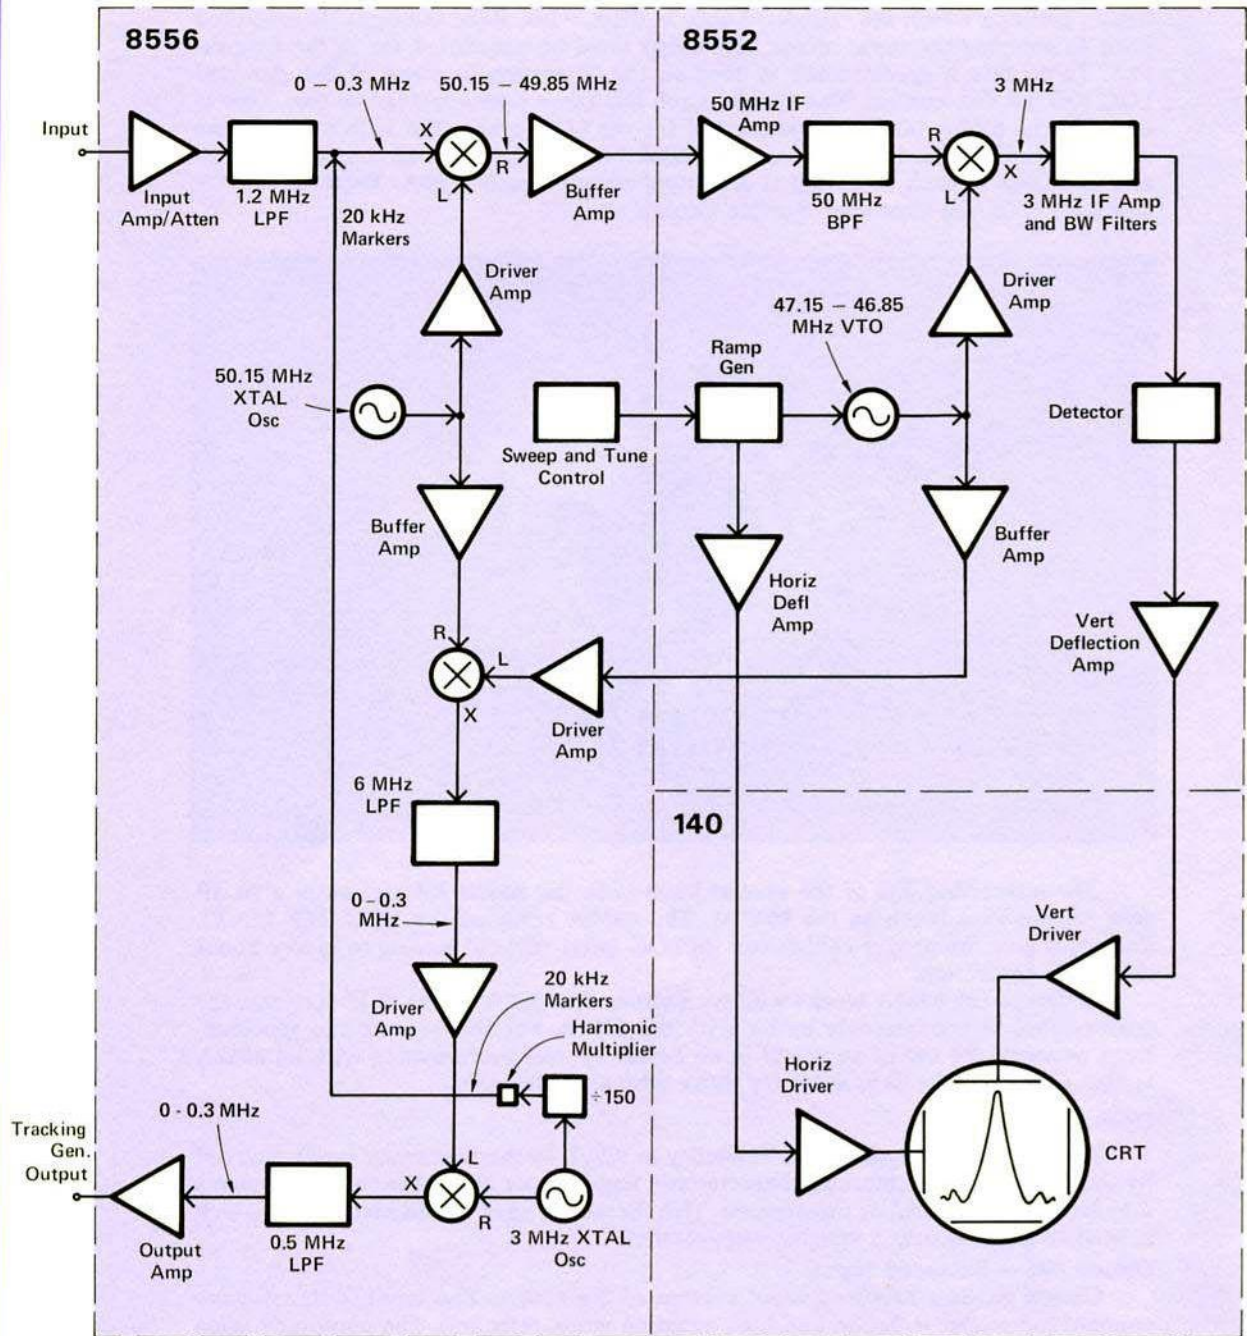 8556
8552
0 – 0.3 MHz
50.15 – 49.85 MHz
50 MHz IF
Amp
3 MHz
Input
X
R
L
R
X
L
Input
Amp/Atten
1.2 MHz
LPF
20 kHz
Markers
Buffer
Amp
50 MHz
BPF
3 MHz IF Amp
and BW Filters
Driver
Amp
Driver
Amp
47.15 – 46.85
MHz VTO
Ramp
Gen
50.15 MHz
XTAL
Osc
Sweep and Tune
Control
Detector
Buffer
Amp
Buffer
Amp
Horiz
Defl
Amp
Vert
Deflection
Amp
R
L
X
Driver
Amp
6 MHz
LPF
140
0–0.3
MHz
Vert
Driver
Driver
Amp
20 kHz
Markers
Harmonic
Multiplier
÷150
Horiz
Driver
CRT
0 - 0.3 MHz
Tracking
Gen.
Output
X
L
R
Output
Amp
0.5 MHz
LPF
3 MHz XTAL
Osc